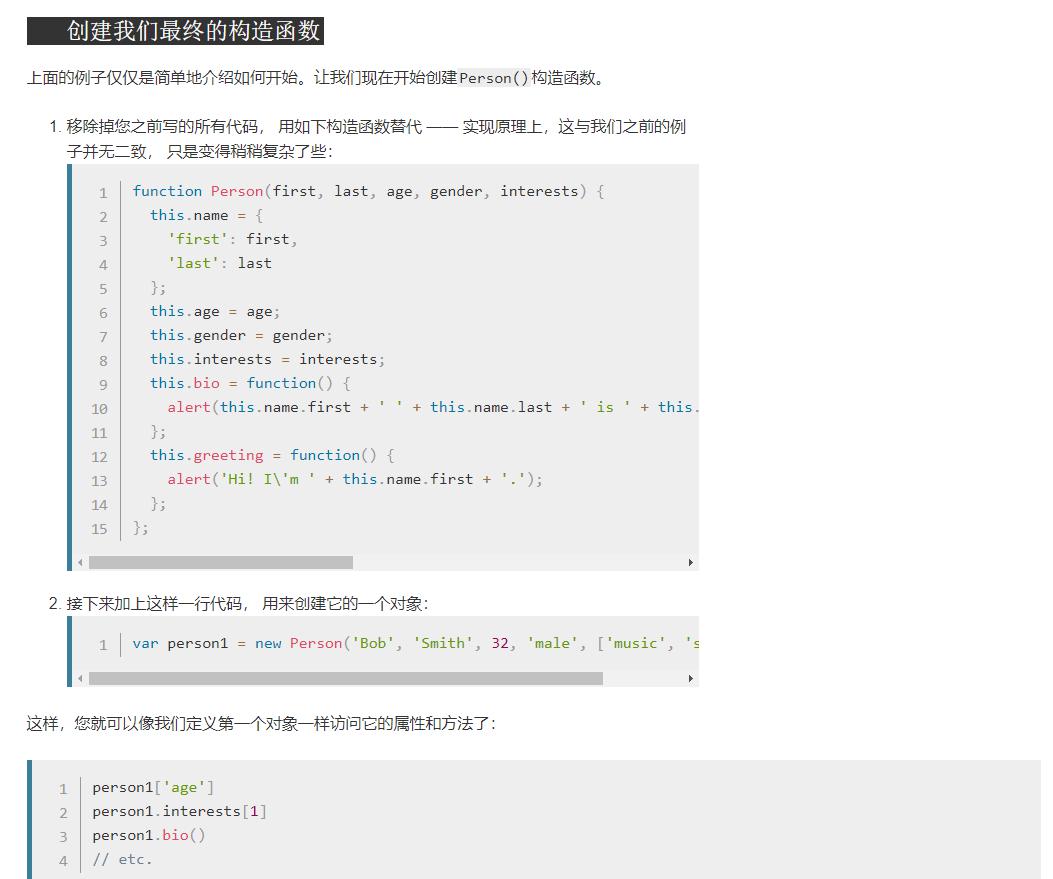 创建我们最终的构造函数
上面的例子仅仅是简单地介绍如何开始。让我们现在开始创建Person()构造函数。
1. 移除掉您之前写的所有代码， 用如下构造函数替代 —— 实现原理上，这与我们之前的例
子并无二致， 只是变得稍稍复杂了些：
1 function Person(first, last, age, gender, interests) {
2   this.name = {
3     'first': first,
4     'last': last
5   };
6   this.age = age;
7   this.gender = gender;
8   this.interests = interests;
9   this.bio = function() {
10     alert(this.name.first + ' ' + this.name.last + ' is ' + this.
11   };
12   this.greeting = function() {
13     alert('Hi! I\'m ' + this.name.first + '.');
14   };
15 };
2. 接下来加上这样一行代码， 用来创建它的一个对象：
1 var person1 = new Person('Bob', 'Smith', 32, 'male', ['music', 's
这样，您就可以像我们定义第一个对象一样访问它的属性和方法了：
1 person1['age']
2 person1.interests[1]
3 person1.bio()
4 // etc.